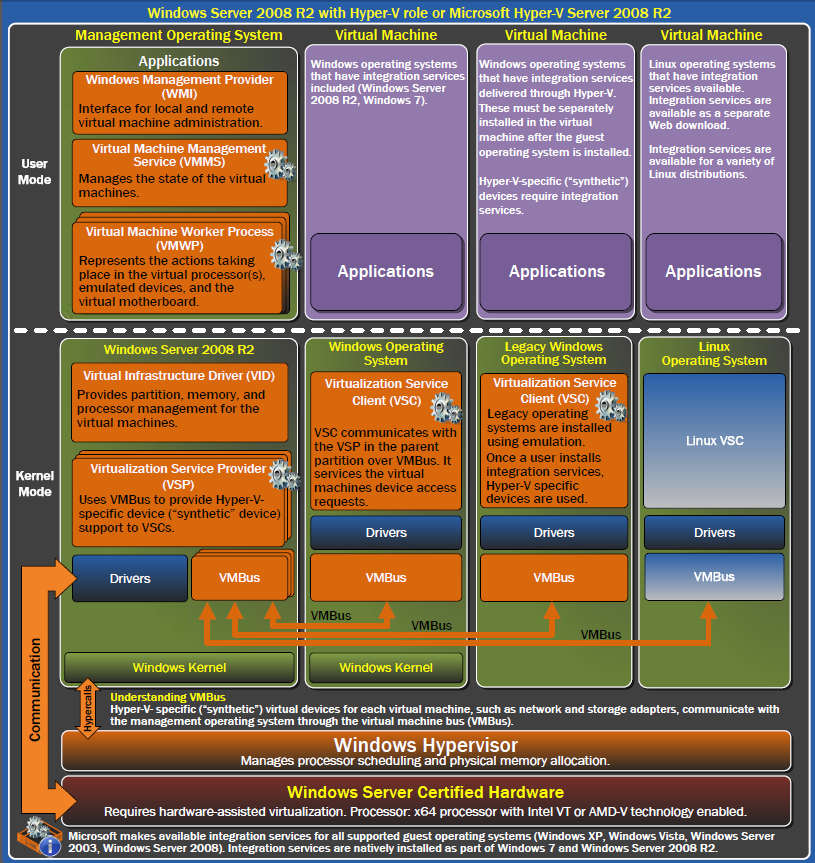 Windows Server 2008 R2 with Hyper-V role or Microsoft Hyper-V Server 2008 R2
Management Operating System
Applications
Windows Management Provider
(WMI)
Interface for local and remote
virtual machine administration.
Virtual Machine Management
Service (VMMS)
Manages the state of the virtual
machines.
Virtual Machine Worker Process
(VMWP)
Represents the actions taking
place in the virtual processor(s),
emulated devices, and the
virtual motherboard.
Virtual Machine
Windows operating systems
that have integration services
included (Windows Server
2008 R2, Windows 7).
Applications
Virtual Machine
Windows operating systems
that have integration services
delivered through Hyper-V.
These must be separately
installed in the virtual
machine after the guest
operating system is installed.
Hyper-V-specific (“synthetic”)
devices require integration
services.
Applications
Virtual Machine
Linux operating systems
that have integration
services available.
Integration services are
available as a separate
Web download.
Integration services are
available for a variety of
Linux distributions.
Applications
User
Mode
Kernel
Mode
Windows Server 2008 R2
Virtual Infrastructure Driver (VID)
Provides partition, memory, and
processor management for the
virtual machines.
Virtualization Service Provider
(VSP)
Uses VMBus to provide Hyper-V-
specific device (“synthetic” device)
support to VSCs.
Drivers
VMBus
Windows Kernel
Windows Operating
System
Virtualization Service
Client (VSC)
VSC communicates with
the VSP in the parent
partition over VMBus. It
services the virtual
machines device access
requests.
Drivers
VMBus
Windows Kernel
Legacy Windows
Operating System
Virtualization Service
Client (VSC)
Legacy operating
systems are installed
using emulation.
Once a user installs
integration services,
Hyper-V specific
devices are used.
Drivers
VMBus
Linux
Operating System
Linux VSC
Drivers
VMBus
VMBus
VMBus
VMBus
Communication
Hypercalls
Understanding VMBus
Hyper-V- specific (“synthetic”) virtual devices for each virtual machine, such as network and storage adapters, communicate with
the management operating system through the virtual machine bus (VMBus).
Windows Hypervisor
Manages processor scheduling and physical memory allocation.
Windows Server Certified Hardware
Requires hardware-assisted virtualization. Processor: x64 processor with Intel VT or AMD-V technology enabled.
i
Microsoft makes available integration services for all supported guest operating systems (Windows XP, Windows Vista, Windows Server
2003, Windows Server 2008). Integration services are natively installed as part of Windows 7 and Windows Server 2008 R2.